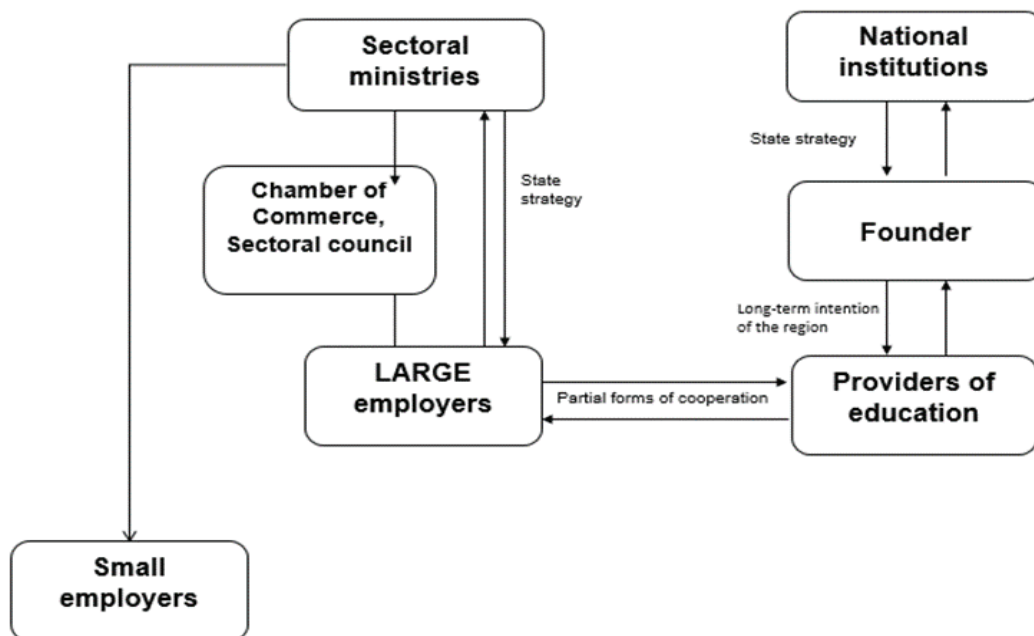 Sectoral
ministries
National
institutions
State strategy
Chamber of
Commerce,
Sectoral council
State
strategy
Founder
Long-term intention
of the region
LARGE
employers
Partial forms of cooperation
Providers of
education
Small
employers